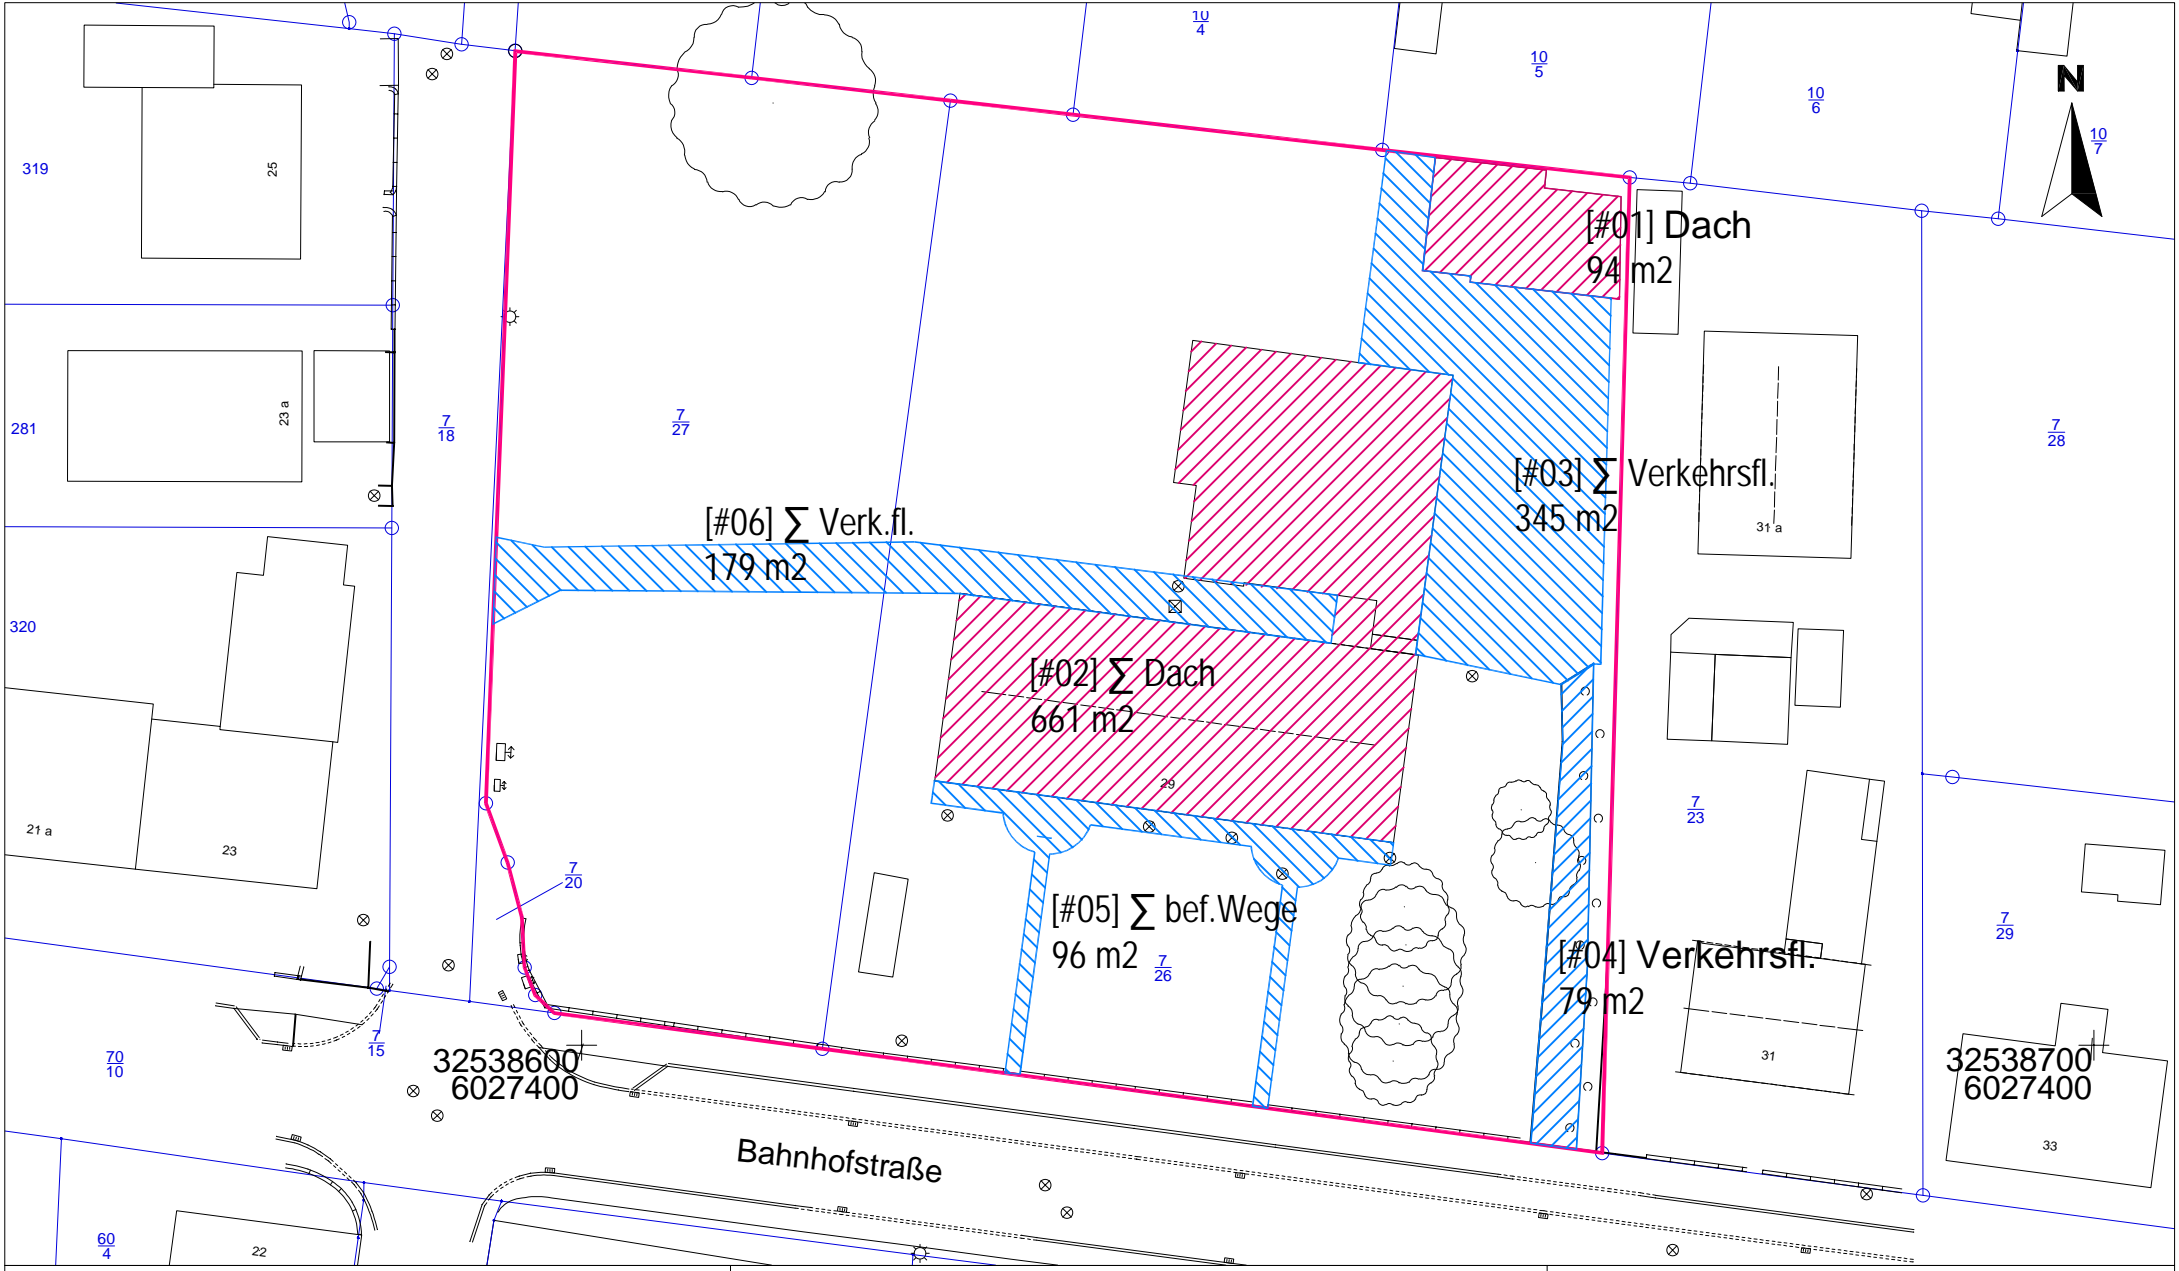 10
4
10
5
10
6
N
10
7
319
25
[#01] Dach
94 m2
281
23 a
7
18
7
27
7
28
[#03] ∑ Verkehrsfl.
345 m2
31 a
[#06] ∑ Verk.fl.
179 m2
320
[#02] ∑ Dach
661 m2
29
21 a
23
7
20
7
23
[#05] ∑ bef.Wege
96 m2
7
26
[#04] Verkehrsfl.
79 m2
7
29
70
10
7
15
32538600
6027400
31
32538700
6027400
33
Bahnhofstraße
60
4
22